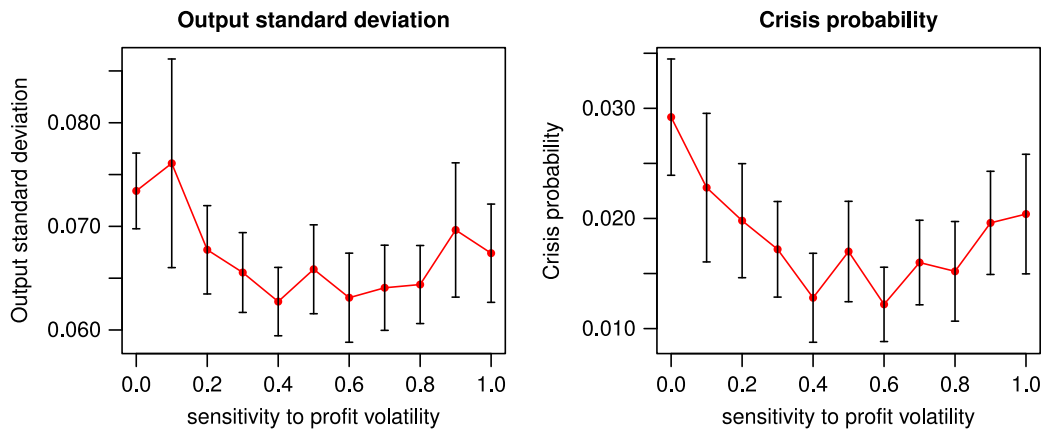 Output standard deviation
Output standard deviation
0.080
0.070
0.060
0.0 0.2 0.4 0.6 0.8 1.0
sensitivity to profit volatility
Crisis probability
Crisis probability
0.030
0.020
0.010
0.0 0.2 0.4 0.6 0.8 1.0
sensitivity to profit volatility